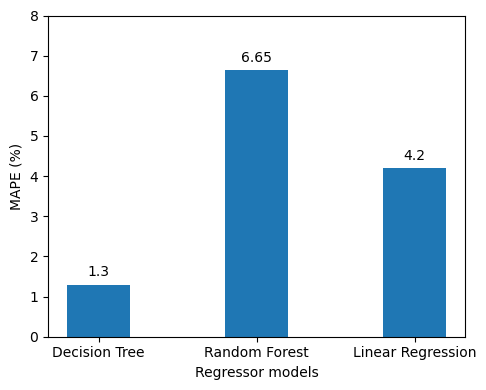 8
7
6
5
4
3
2
1
0
MAPE (%)
1.3
6.65
4.2
Decision Tree
Random Forest
Linear Regression
Regressor models